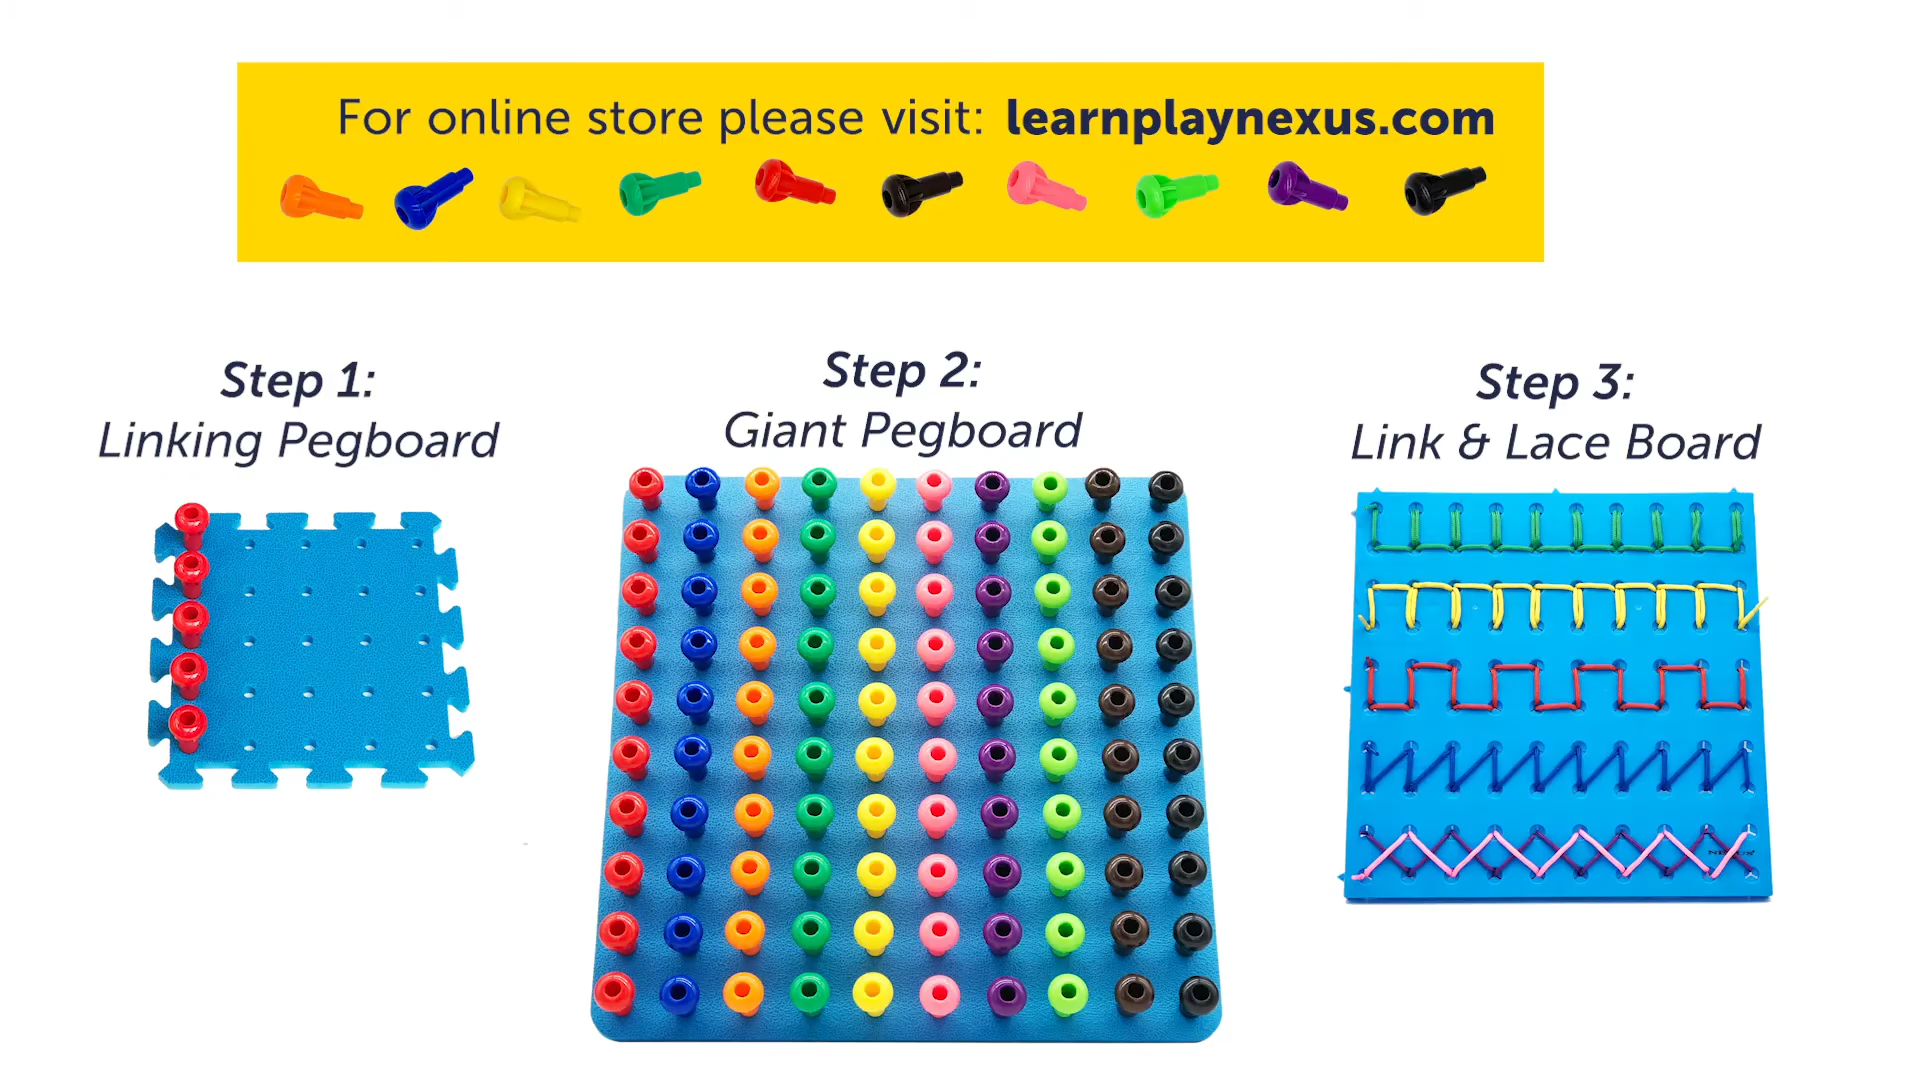 For online store please visit: learnplaynexus.com
Step 1:
Linking Pegboard
Step 2:
Giant Pegboard
Step 3:
Link & Lace Board